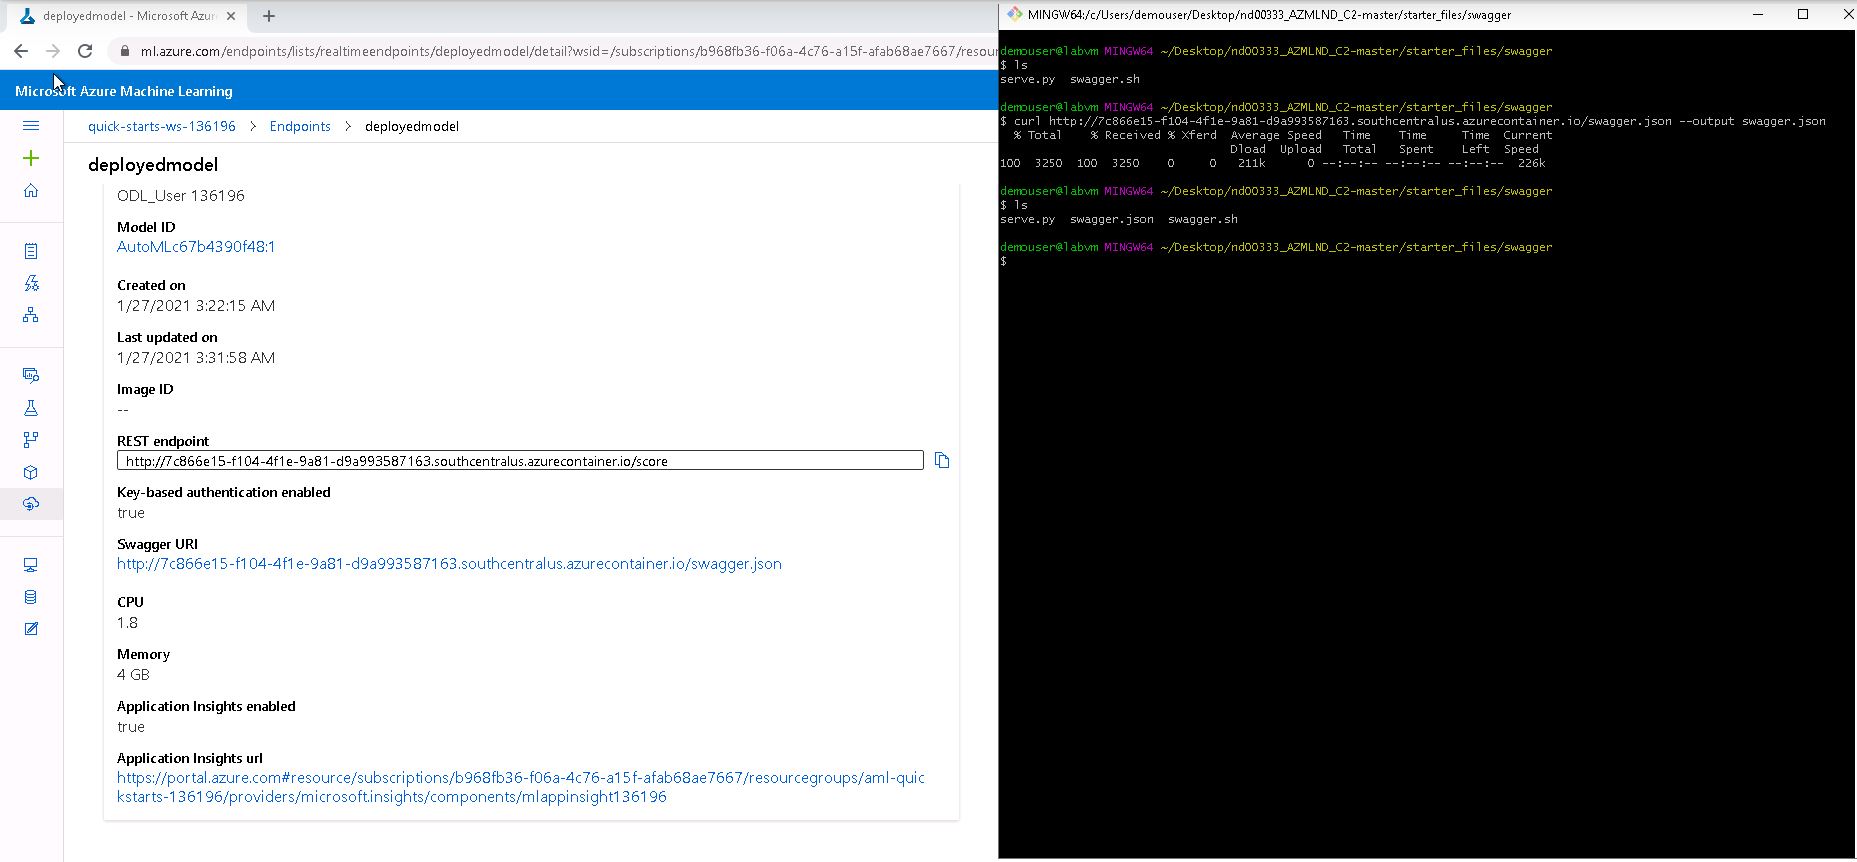 deployedmodel - Microsoft Azur
ml.azure.com/endpoints/lists/realtimeendpoints/deployedmodel/detail?wsid=/subscriptions/b968fb36-f06a-4c76-a15f-afab68ae7667/resour
Microsoft Azure Machine Learning
quick-starts-ws-136196 > Endpoints > deployedmodel
deployedmodel
ODL_User 136196
Model ID
AutoMLc67b4390f48:1
Created on
1/27/2021 3:22:15 AM
Last updated on
1/27/2021 3:31:58 AM
Image ID
--
REST endpoint
http://7c866e15-f104-4f1e-9a81-d9a993587163.southcentralus.azurecontainer.io/score
Key-based authentication enabled
true
Swagger URI
http://7c866e15-f104-4f1e-9a81-d9a993587163.southcentralus.azurecontainer.io/swagger.json
CPU
1.8
Memory
4 GB
Application Insights enabled
true
Application Insights url
https://portal.azure.com#resource/subscriptions/b968fb36-f06a-4c76-a15f-afab68ae7667/resourcegroups/aml-quic
kstarts-136196/providers/microsoft.insights/components/mlappinsight136196
MINGW64:/c/Users/demouser/Desktop/nd00333_AZMLND_C2-master/starter_files/swagger
demouser@labvm MINGW64 ~/Desktop/nd00333_AZMLND_C2-master/starter_files/swagger
$ ls
serve.py  swagger.sh
demouser@labvm MINGW64 ~/Desktop/nd00333_AZMLND_C2-master/starter_files/swagger
$ curl http://7c866e15-f104-4f1e-9a81-d9a993587163.southcentralus.azurecontainer.io/swagger.json --output swagger.json
  % Total    % Received % Xferd  Average Speed   Time    Time     Time  Current
                                 Dload  Upload   Total   Spent    Left  Speed
100  3250  100  3250    0     0   211k      0 --:--:-- --:--:-- --:--:--  226k
demouser@labvm MINGW64 ~/Desktop/nd00333_AZMLND_C2-master/starter_files/swagger
$ ls
serve.py  swagger.json  swagger.sh
demouser@labvm MINGW64 ~/Desktop/nd00333_AZMLND_C2-master/starter_files/swagger
$